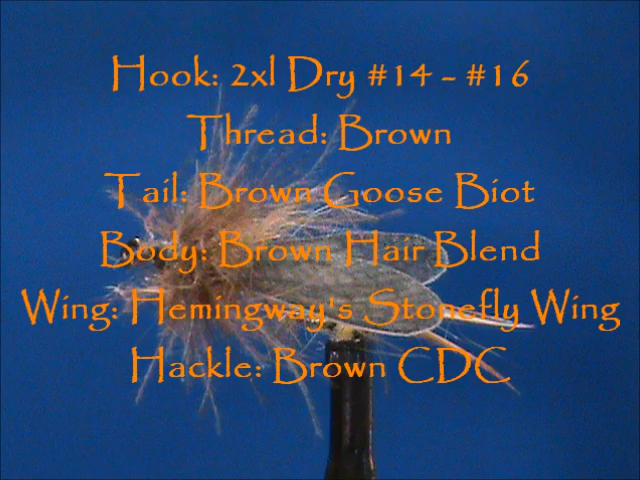 Hook: 2xl Dry #14 - #16
Thread: Brown
Tail: Brown Goose Biot
Body: Brown Hair Blend
Wing: Hemingway's Stonefly Wing
Hackle: Brown CDC